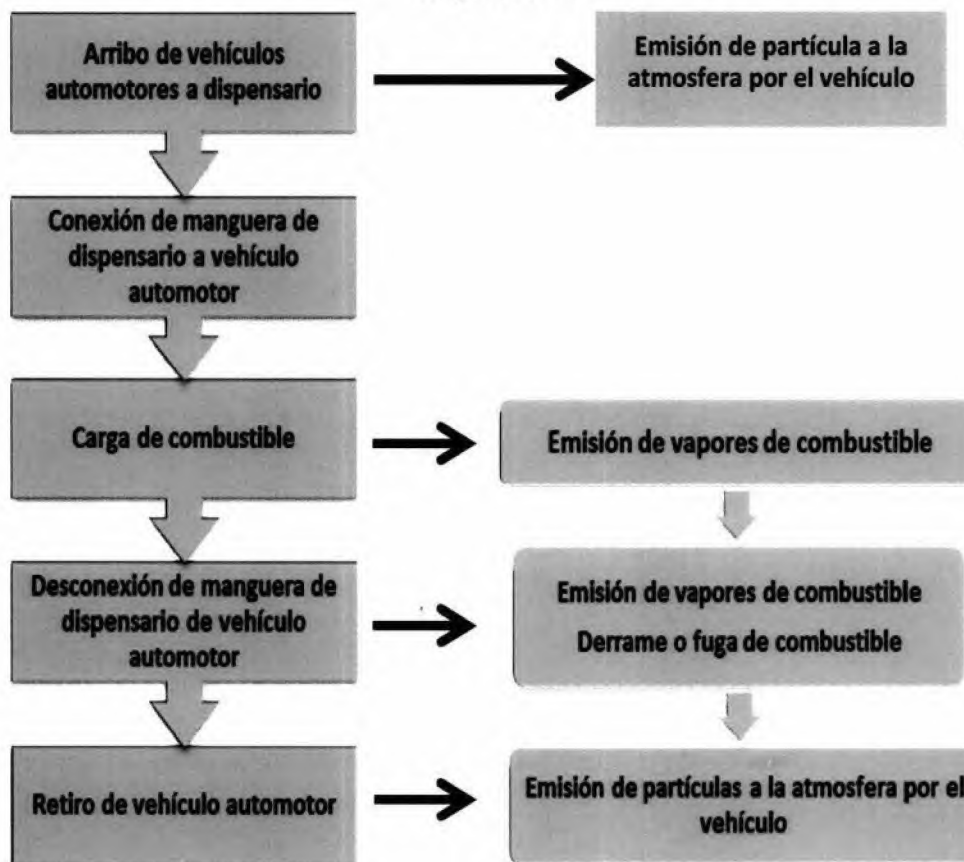 Arribo de vehículos
automotores a dispensario
Emisión de partícula a la
atmosfera por el vehículo
Conexión de manguera de
dispensario a vehículo
automotor
Carga de combustible
Emisión de vapores de combustible
Desconexión de manguera de
dispensario de vehículo
automotor
Emisión de vapores de combustible
Derrame o fuga de combustible
Retiro de vehículo automotor
Emisión de partículas a la atmosfera por el
vehículo